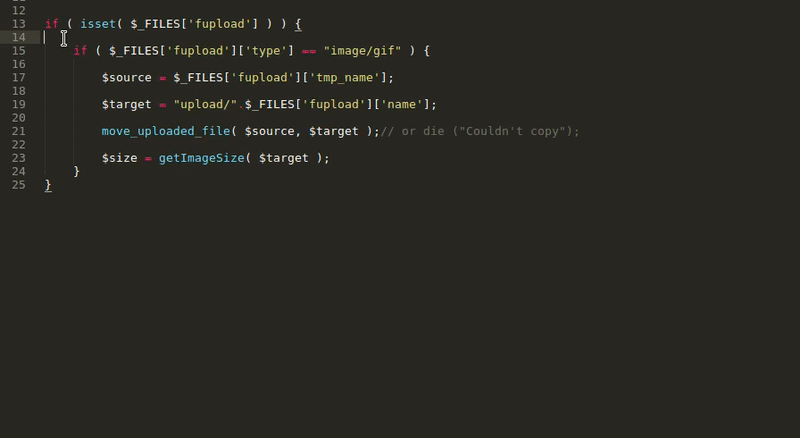 12
13 if ( isset( $_FILES['fupload'] ) ) {
14
15 if ( $_FILES['fupload']['type'] == "image/gif" ) {
16
17 $source = $_FILES['fupload']['tmp_name'];
18
19 $target = "upload/".$_FILES['fupload']['name'];
20
21 move_uploaded_file( $source, $target );// or die ("Couldn't copy");
22
23 $size = getImageSize( $target );
24 }
25 }